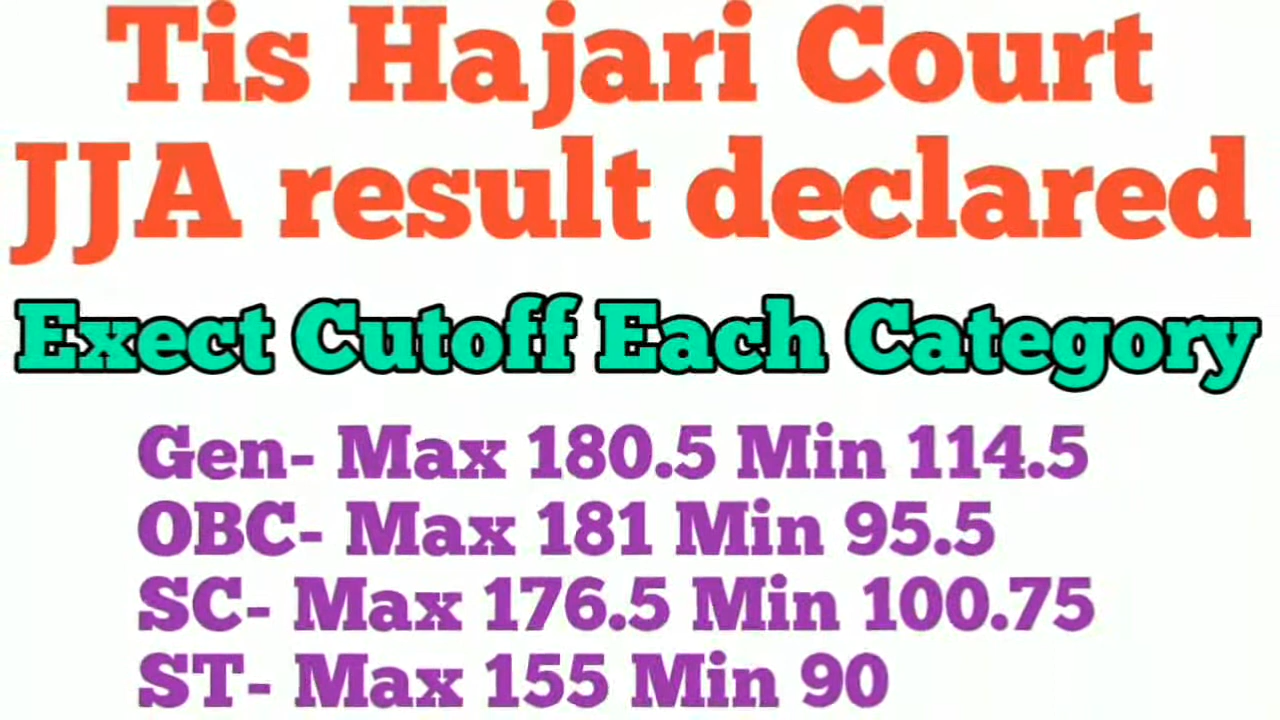 Tis Hajari Court
JJA result declared
Exect Cutoff Each Category
Gen- Max 180.5 Min 114.5
OBC- Max 181 Min 95.5
SC- Max 176.5 Min 100.75
ST- Max 155 Min 90